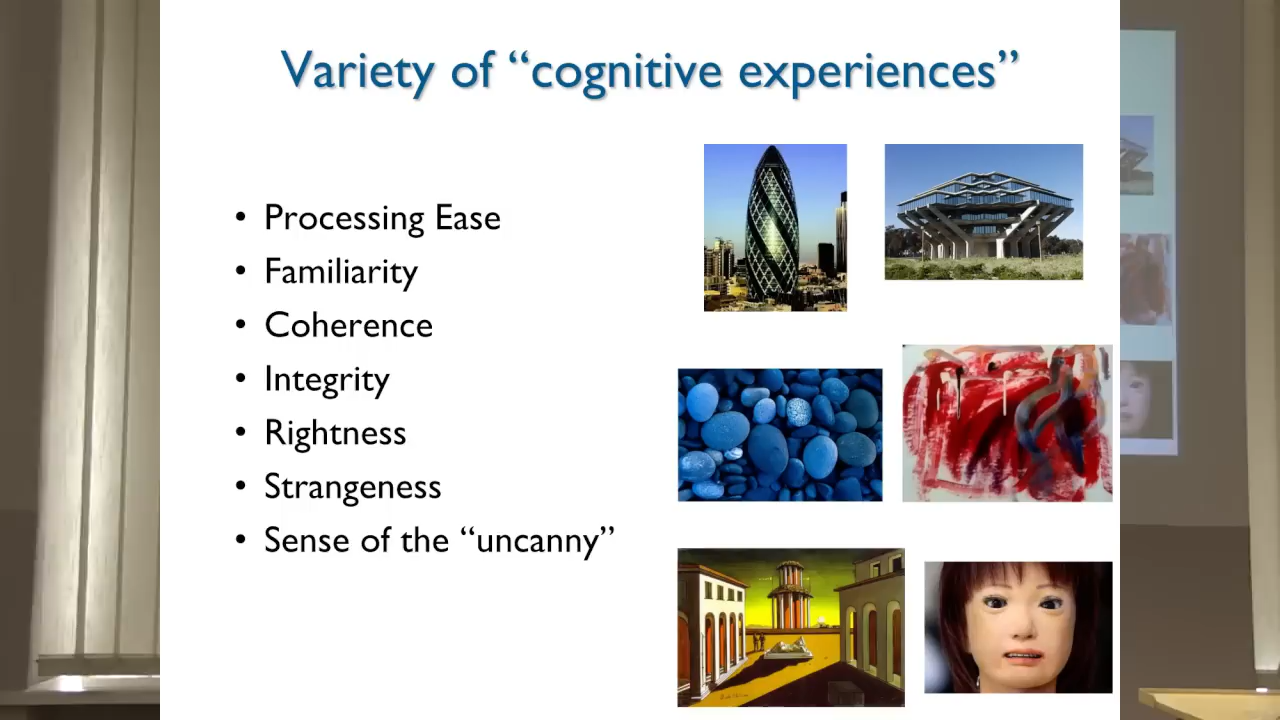 Variety of “cognitive experiences”
• Processing Ease
• Familiarity
• Coherence
• Integrity
• Rightness
• Strangeness
• Sense of the “uncanny”